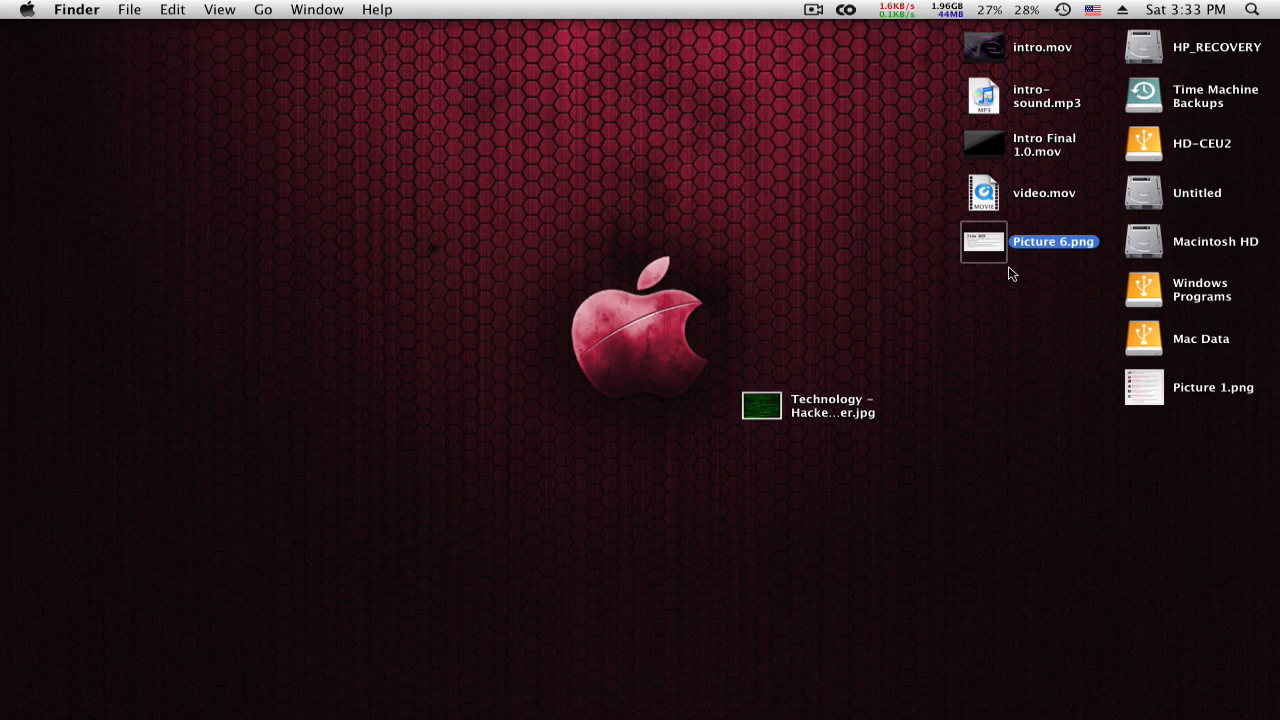 Finder File Edit View Go Window Help
1.6KB/s 1.96GB 27% 28% Sat 3:33 PM
0.1KB/s 44MB
intro.mov
intro-
sound.mp3
MP3
Intro Final
1.0.mov
video.mov
MOVIE
Picture 6.png
HP_RECOVERY
Time Machine
Backups
HD-CEU2
Untitled
Macintosh HD
Windows
Programs
Mac Data
Picture 1.png
Technology –
Hacke...er.jpg